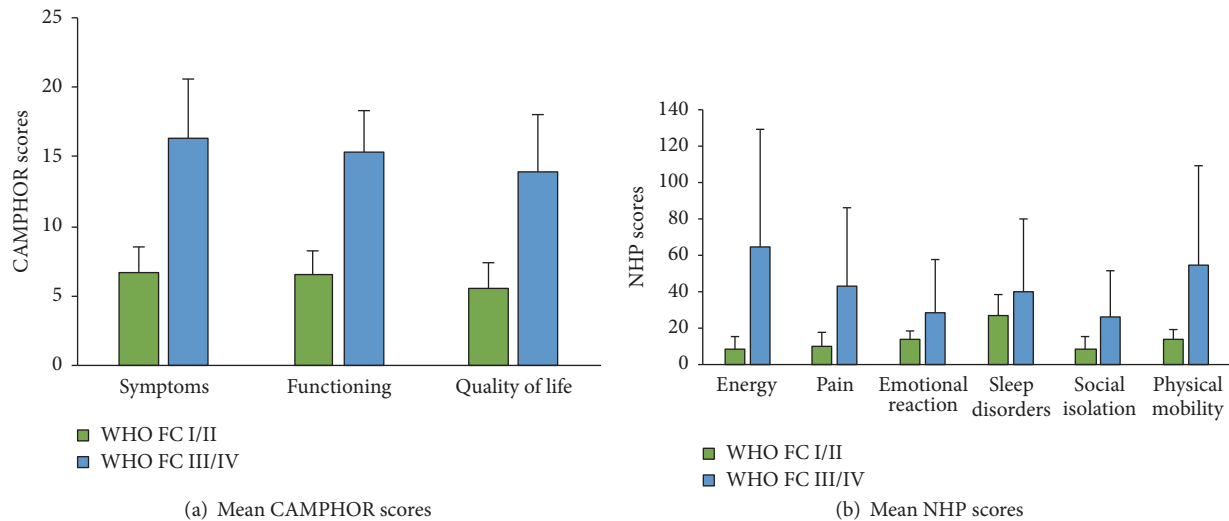 25
20
15
10
5
0
CAMPHOR scores
Symptoms
Functioning
Quality of life
WHO FC I/II
WHO FC III/IV
(a) Mean CAMPHOR scores
140
120
100
80
60
40
20
0
NHP scores
Energy
Pain
Emotional
reaction
Sleep
disorders
Social
isolation
Physical
mobility
WHO FC I/II
WHO FC III/IV
(b) Mean NHP scores